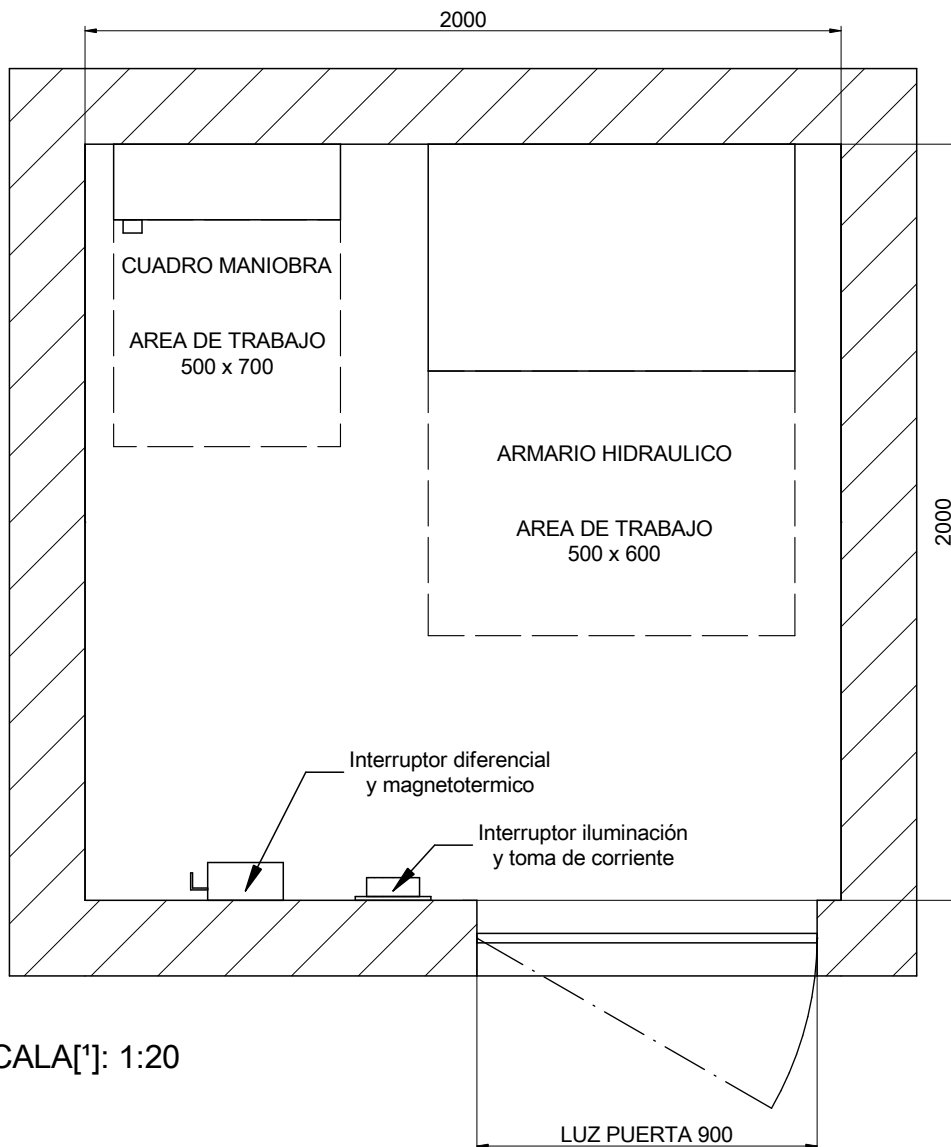 2000
CUADRO MANIOBRA
AREA DE TRABAJO
500 x 700
ARMARIO HIDRAULICO
AREA DE TRABAJO
500 x 600
2000
Interruptor diferencial
y magnetotermico
Interruptor iluminación
y toma de corriente
CALA[¹]: 1:20
LUZ PUERTA 900